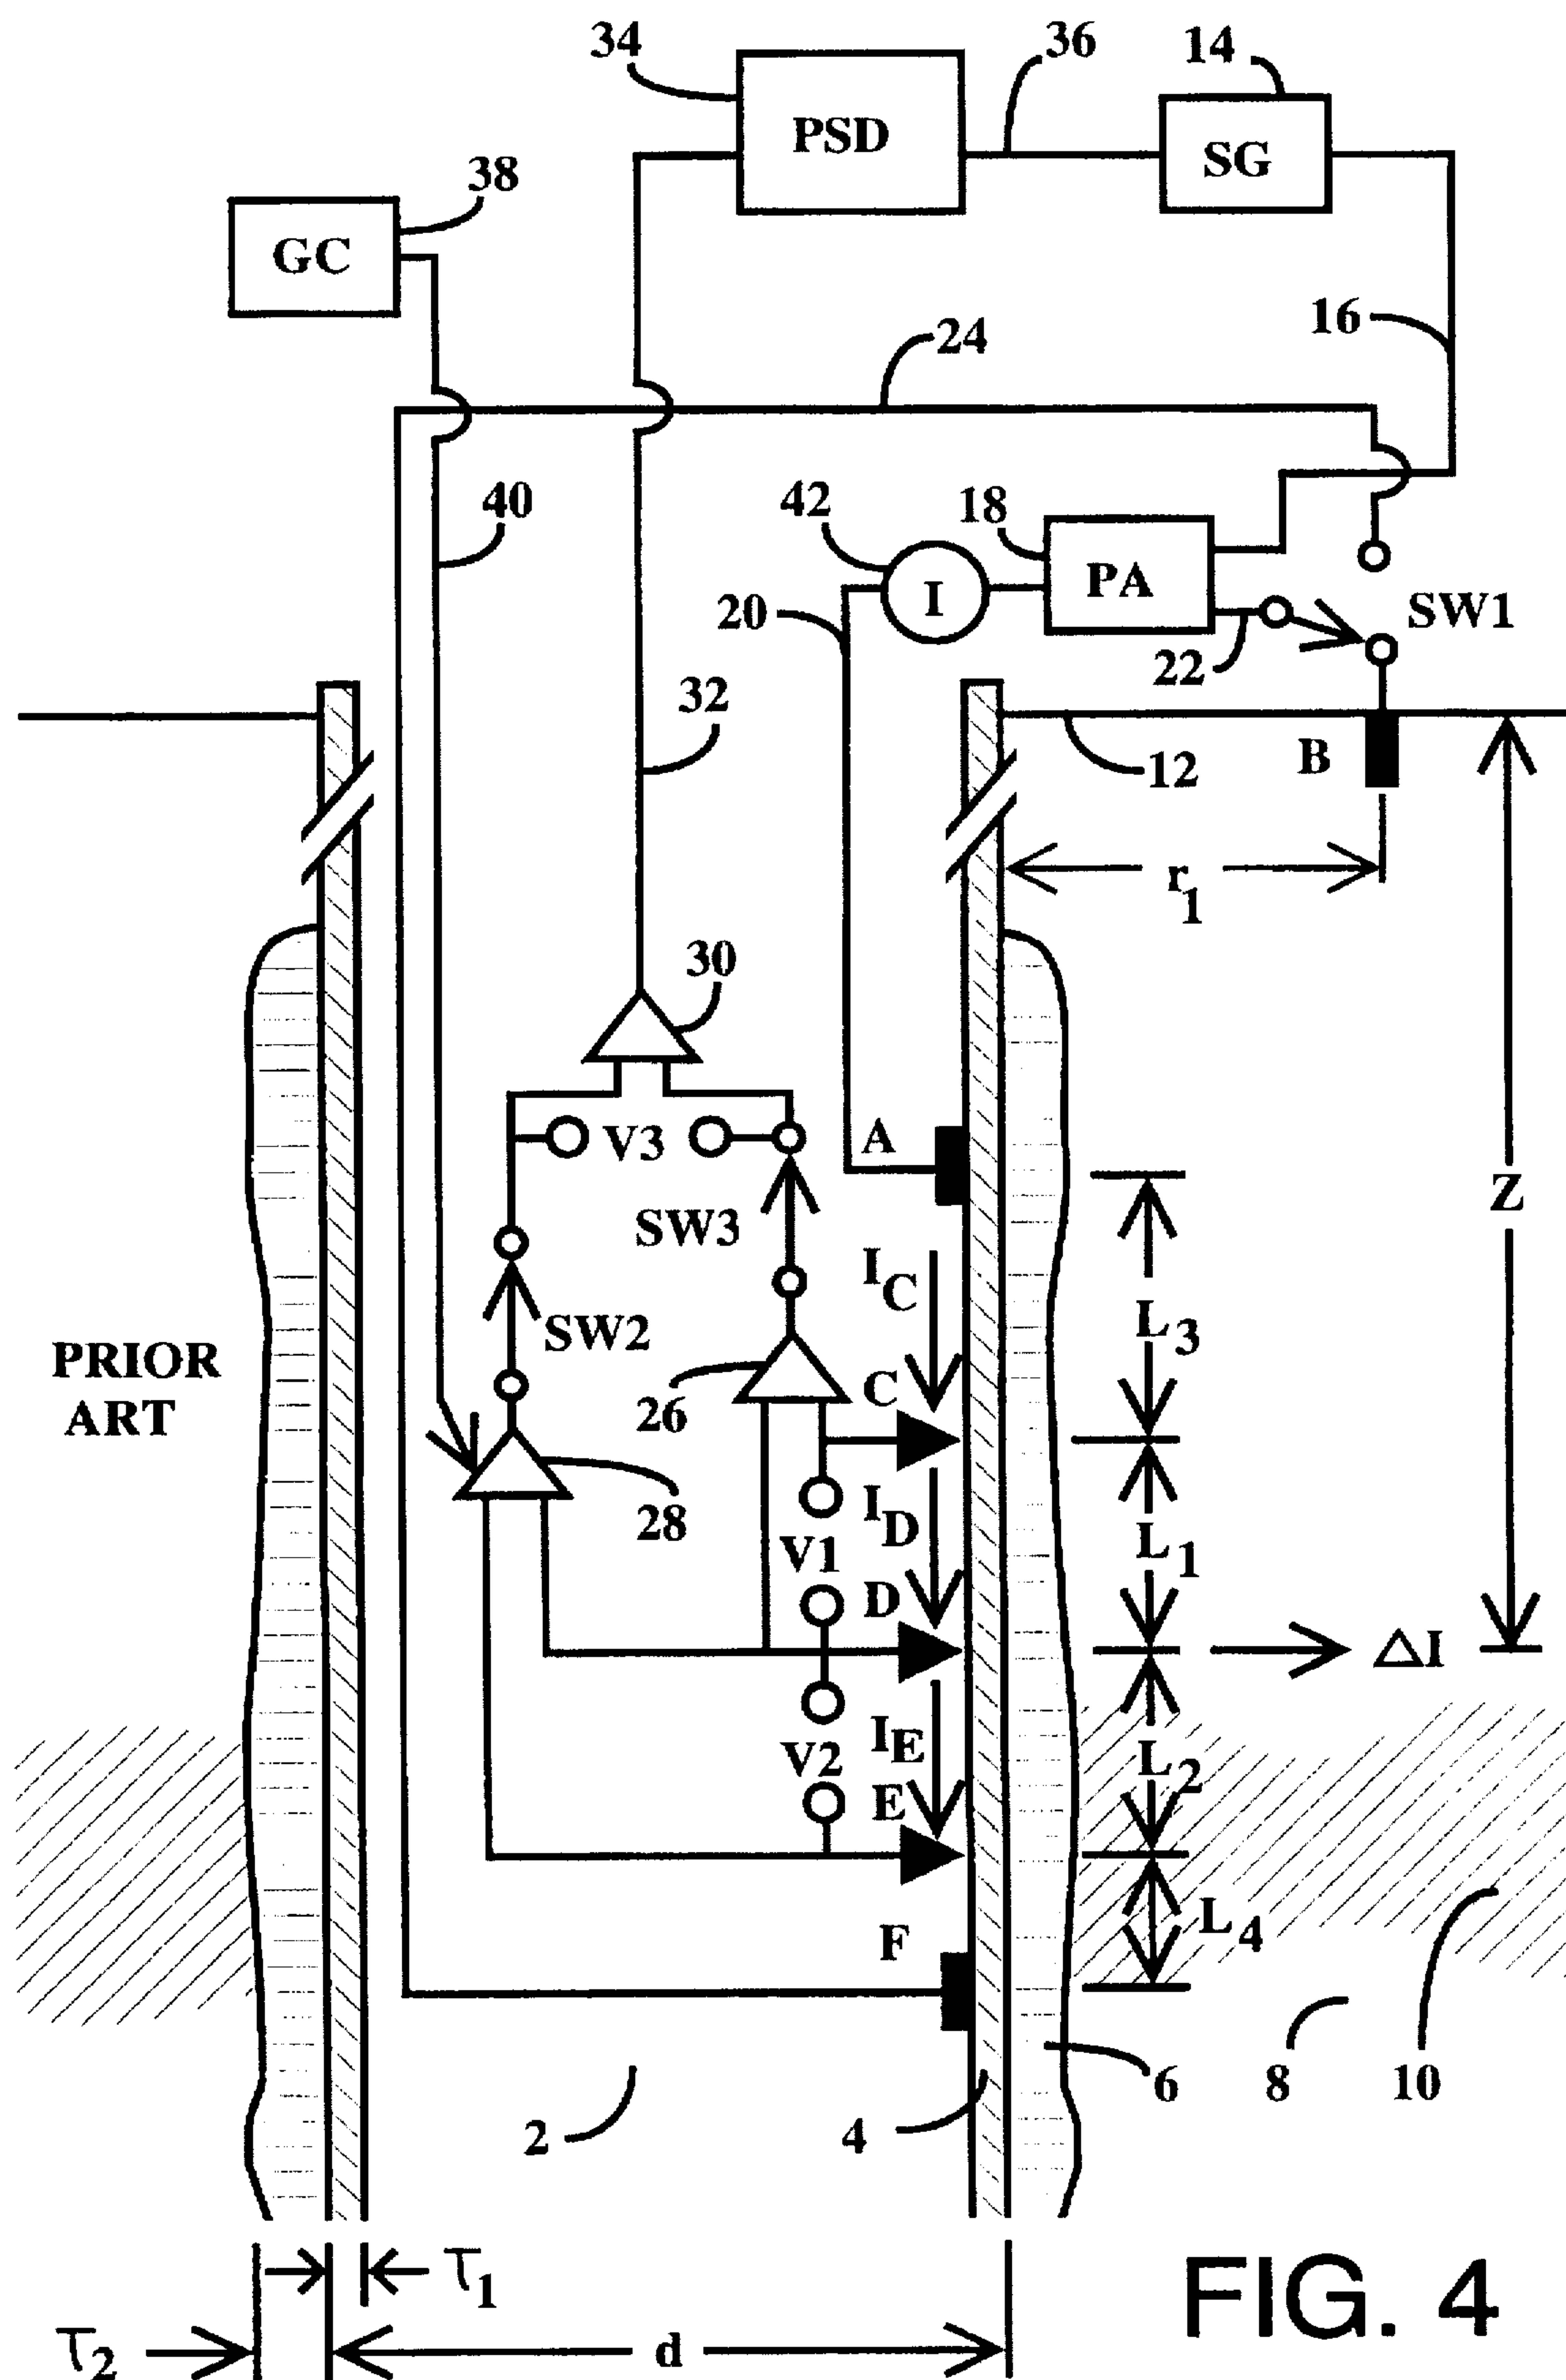 34
36
14
PSD
SG
38
GC
24
16
40
42
18
I
PA
20
SW1
22
32
B
12
r1
30
A
V3
Z
SW3
IC
L3
SW2
PRIOR
ART
26
C
28
ID
V1
L1
D
ΔI
IE
V2
L2
E
L4
F
6
8
10
2
4
τ1
FIG. 4
τ2
d